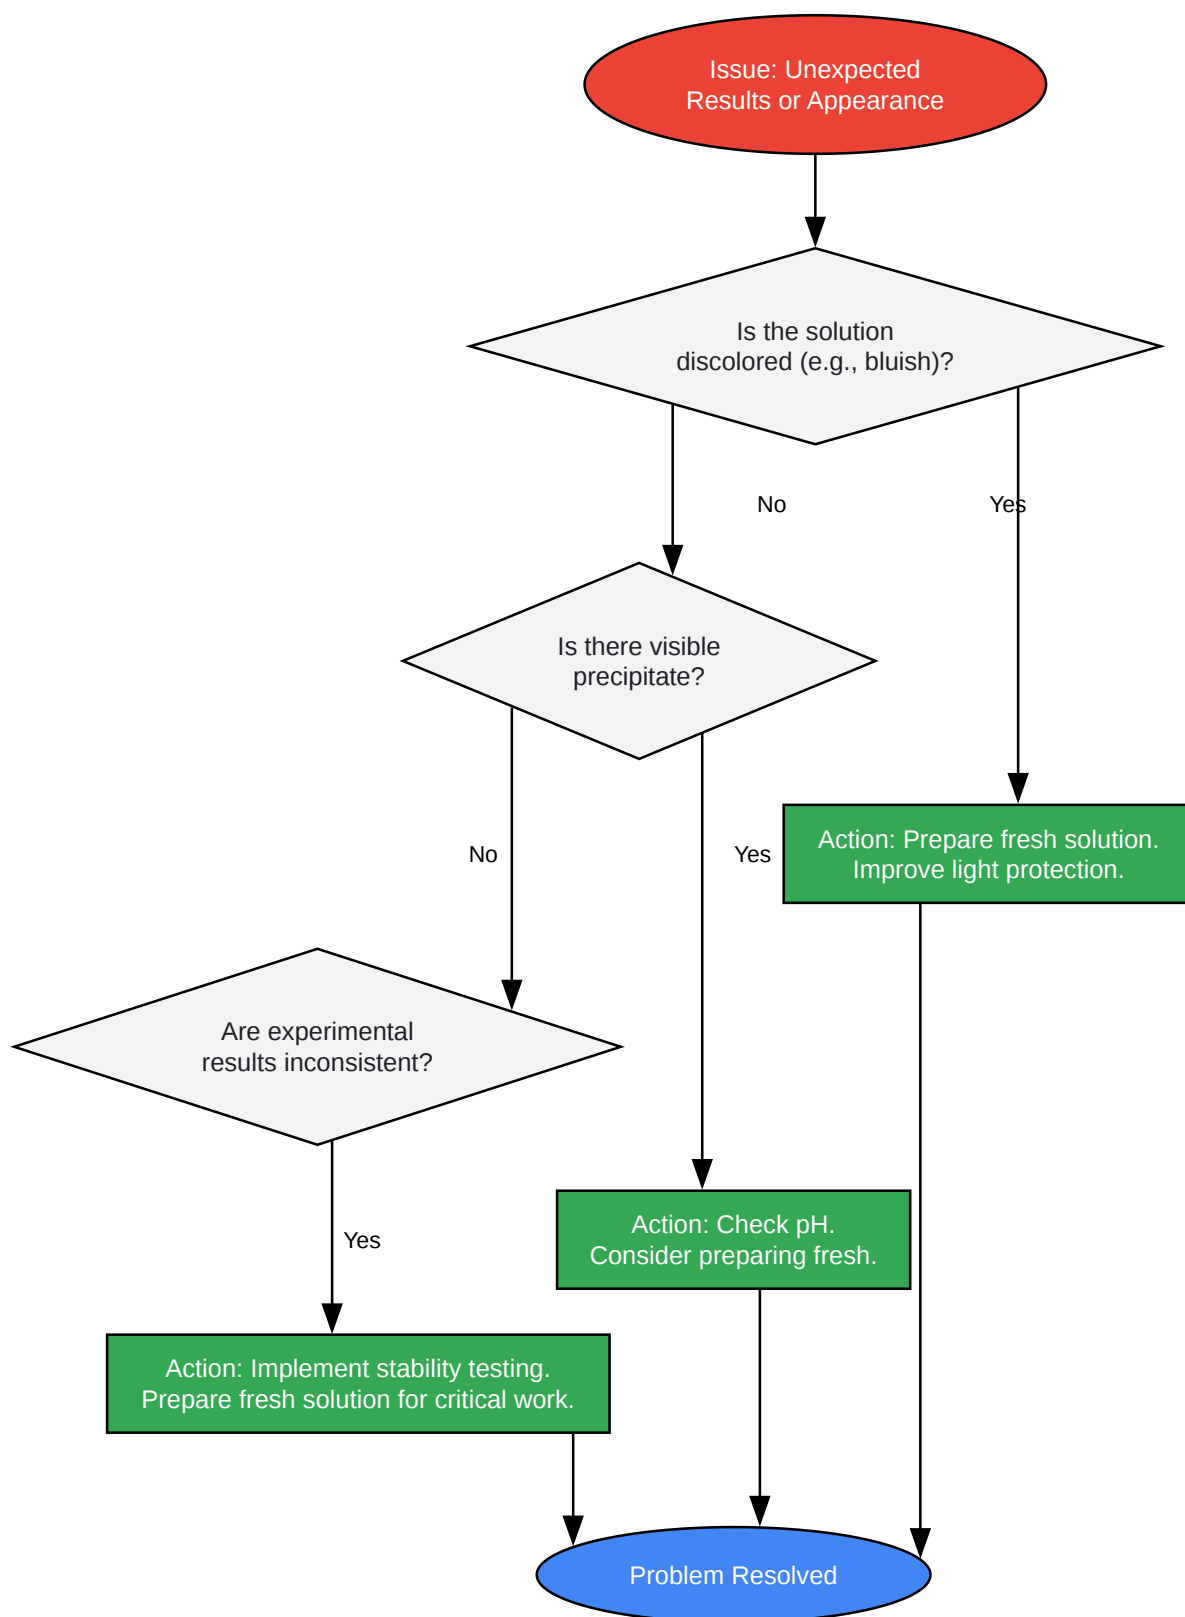 Issue: Unexpected
Results or Appearance
Is the solution
discolored (e.g., bluish)?
No
Yes
Is there visible
precipitate?
No
Yes
Action: Prepare fresh solution.
Improve light protection.
Are experimental
results inconsistent?
Yes
Action: Check pH.
Consider preparing fresh.
Action: Implement stability testing.
Prepare fresh solution for critical work.
Problem Resolved